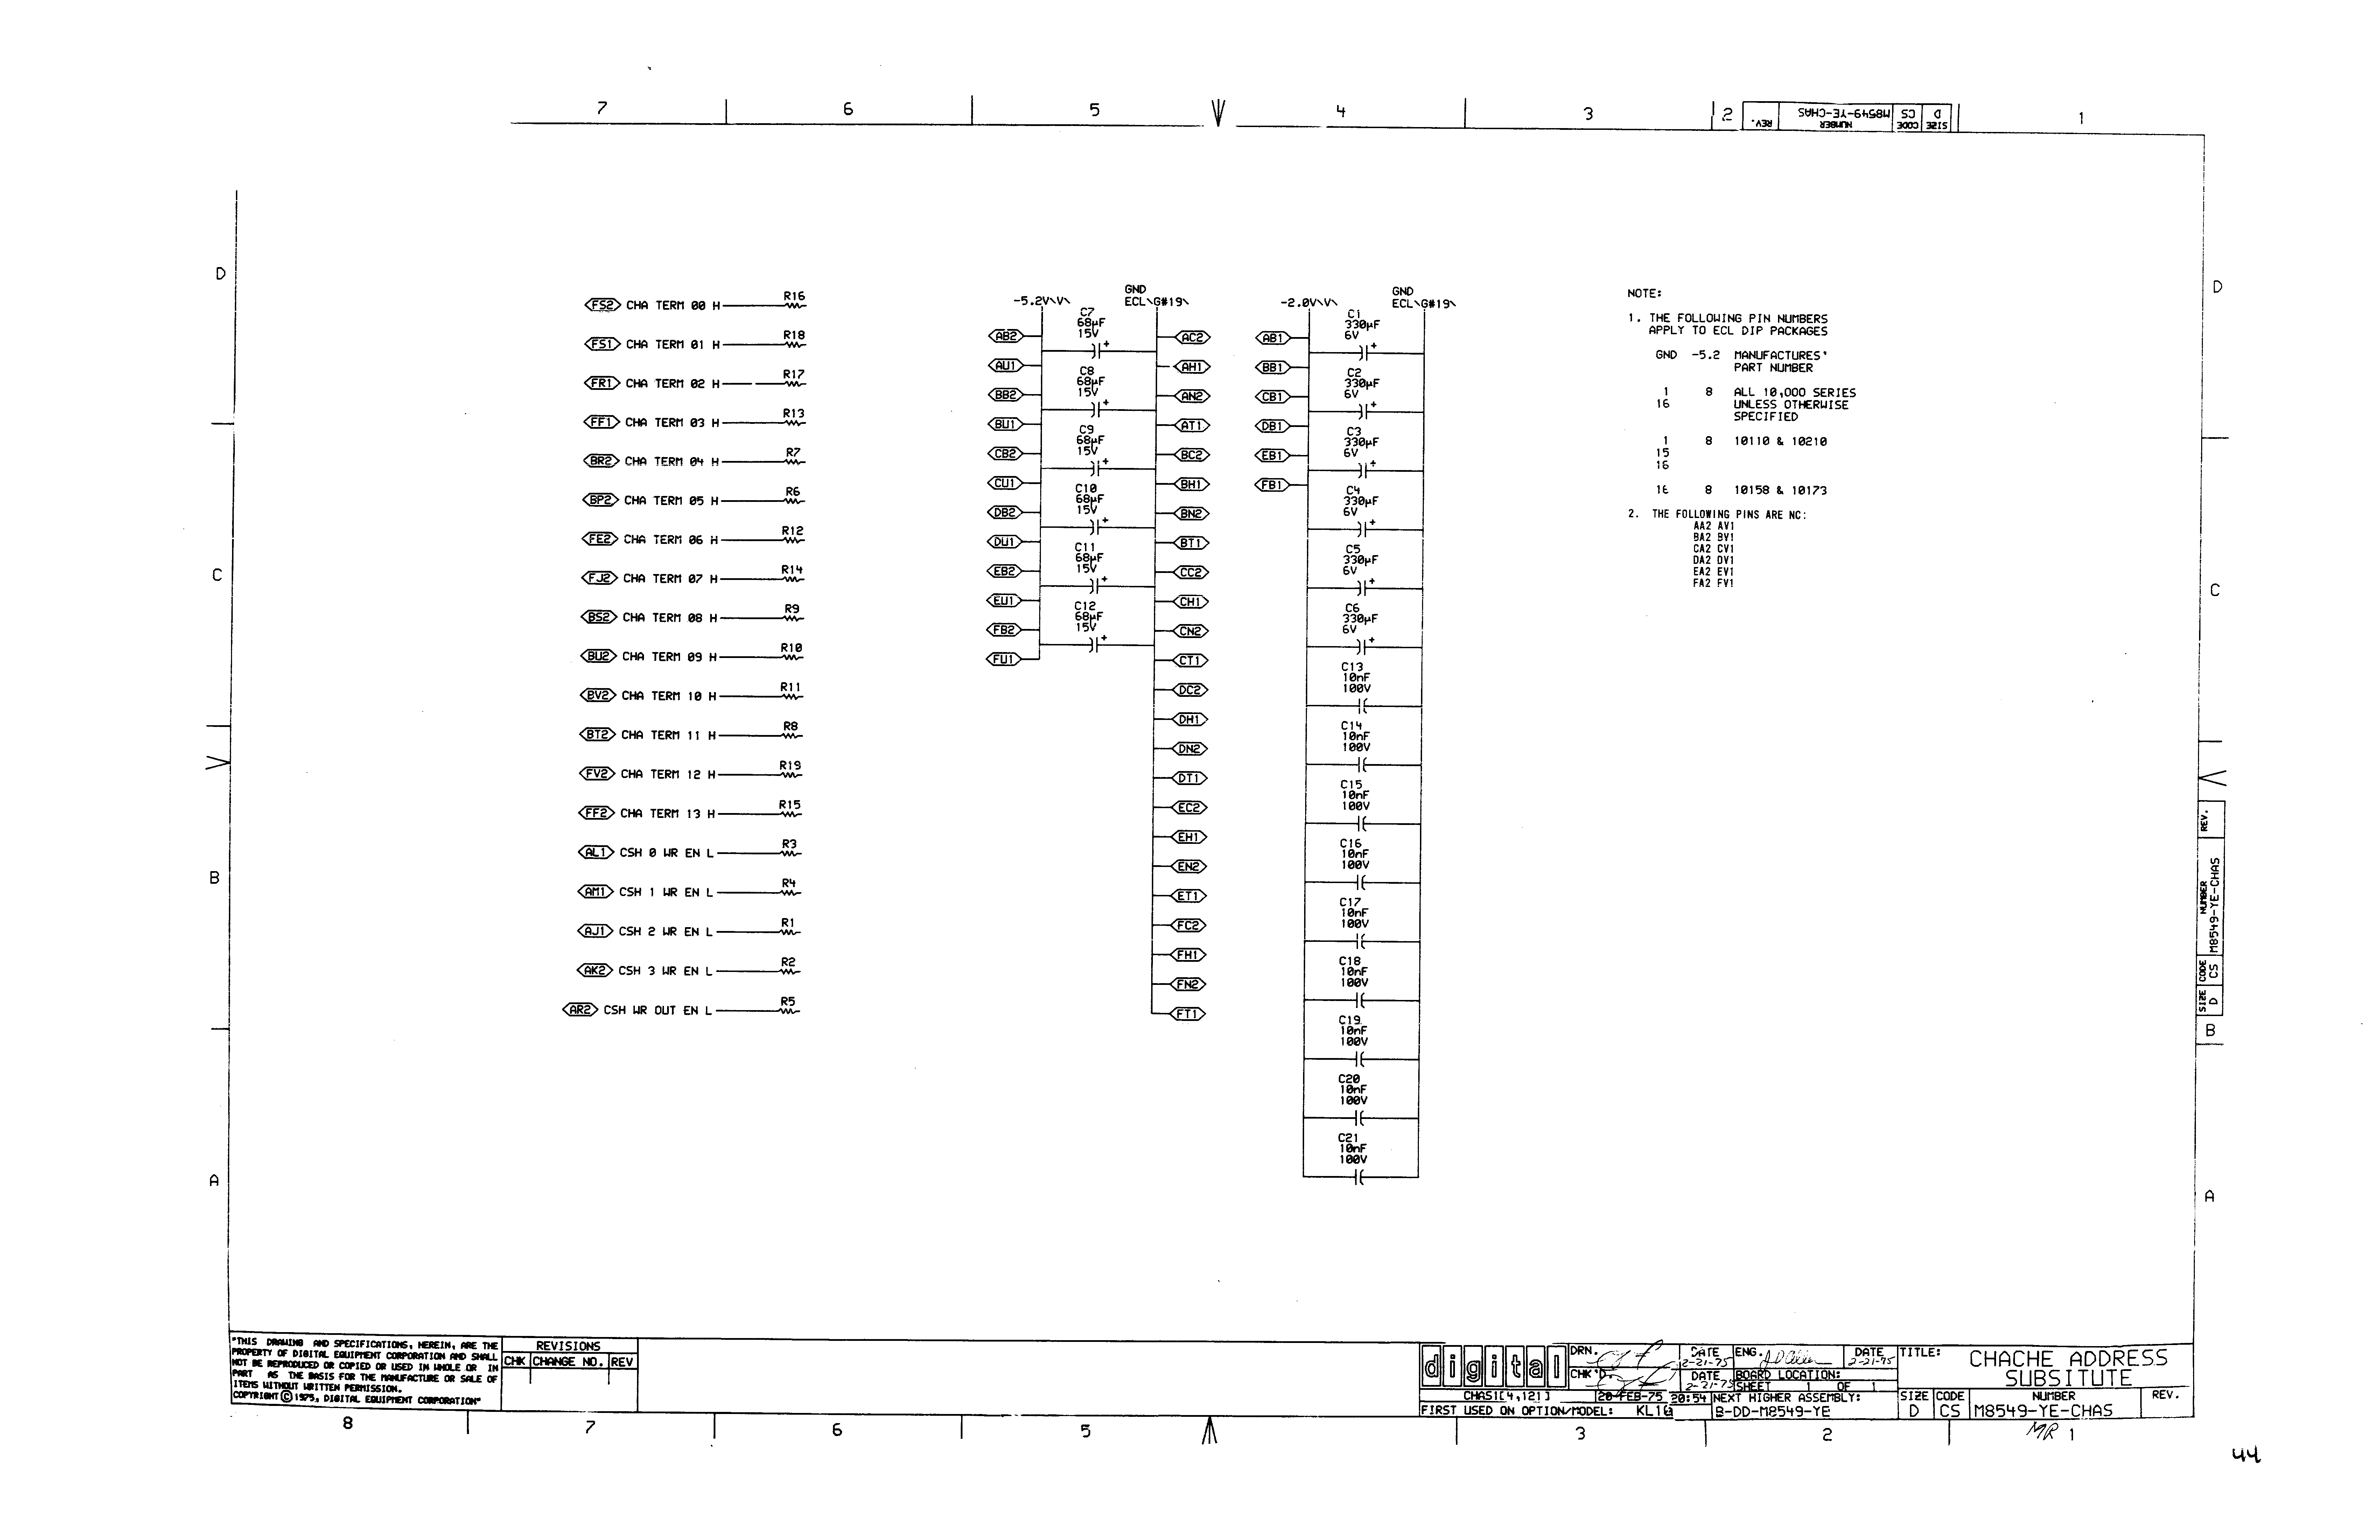 7 6 5 4 3 2 1
SIZE CODE NUMBER REV.
D CS M8549-YE-CHAS
D
C
B
A
FS2 CHA TERM 00 H R16
FS1 CHA TERM 01 H R18
FR1 CHA TERM 02 H R17
FF1 CHA TERM 03 H R13
BR2 CHA TERM 04 H R7
BP2 CHA TERM 05 H R6
FE2 CHA TERM 06 H R12
FJ2 CHA TERM 07 H R14
BS2 CHA TERM 08 H R9
BU2 CHA TERM 09 H R10
BV2 CHA TERM 10 H R11
BT2 CHA TERM 11 H R8
FV2 CHA TERM 12 H R19
FF2 CHA TERM 13 H R15
AL1 CSH 0 WR EN L R3
AM1 CSH 1 WR EN L R4
AJ1 CSH 2 WR EN L R1
AK2 CSH 3 WR EN L R2
AR2 CSH WR OUT EN L R5
-5.2V\V\
GND
ECL\G#19\
AB2
AU1
BB2
BU1
CB2
CU1
DB2
DU1
EB2
EU1
FB2
FU1
C7
68µF
15V
+
C8
68µF
15V
+
C9
68µF
15V
+
C10
68µF
15V
+
C11
68µF
15V
+
C12
68µF
15V
+
AC2
AH1
AN2
AT1
BC2
BH1
BN2
BT1
CC2
CH1
CN2
CT1
DC2
DH1
DN2
DT1
EC2
EH1
EN2
ET1
FC2
FH1
FN2
FT1
-2.0V\V\
GND
ECL\G#19\
AB1
BB1
CB1
DB1
EB1
FB1
C1
330µF
6V
+
C2
330µF
6V
+
C3
330µF
6V
+
C4
330µF
6V
+
C5
330µF
6V
+
C6
330µF
6V
+
C13
10nF
100V
C14
10nF
100V
C15
10nF
100V
C16
10nF
100V
C17
10nF
100V
C18
10nF
100V
C19
10nF
100V
C20
10nF
100V
C21
10nF
100V
NOTE:
1. THE FOLLOWING PIN NUMBERS
APPLY TO ECL DIP PACKAGES
GND -5.2 MANUFACTURES'
PART NUMBER
1 8 ALL 10,000 SERIES
16 UNLESS OTHERWISE
SPECIFIED
1 8 10110 & 10210
15
16
16 8 10158 & 10173
2. THE FOLLOWING PINS ARE NC:
AA2 AV1
BA2 BV1
CA2 CV1
DA2 DV1
EA2 EV1
FA2 FV1
D
C
SIZE CODE NUMBER REV.
D CS M8549-YE-CHAS
B
A
"THIS DRAWING AND SPECIFICATIONS, HEREIN, ARE THE
PROPERTY OF DIGITAL EQUIPMENT CORPORATION AND SHALL
NOT BE REPRODUCED OR COPIED OR USED IN WHOLE OR IN
PART AS THE BASIS FOR THE MANUFACTURE OR SALE OF
ITEMS WITHOUT WRITTEN PERMISSION.
COPYRIGHT © 1975, DIGITAL EQUIPMENT CORPORATION"
REVISIONS
CHK CHANGE NO. REV
digital
DRN. DATE 2-21-75
CHK'D. DATE 2-21-75
ENG. DATE 2-21-75
BOARD LOCATION:
SHEET 1 OF 1
CHAS1[4,121] 20-FEB-75 20:54
NEXT HIGHER ASSEMBLY:
B-DD-M8549-YE
FIRST USED ON OPTION/MODEL: KL10
TITLE: CHACHE ADDRESS
SUBSITUTE
SIZE CODE NUMBER REV.
D CS M8549-YE-CHAS
8 7 6 5 3 2 MR 1
44